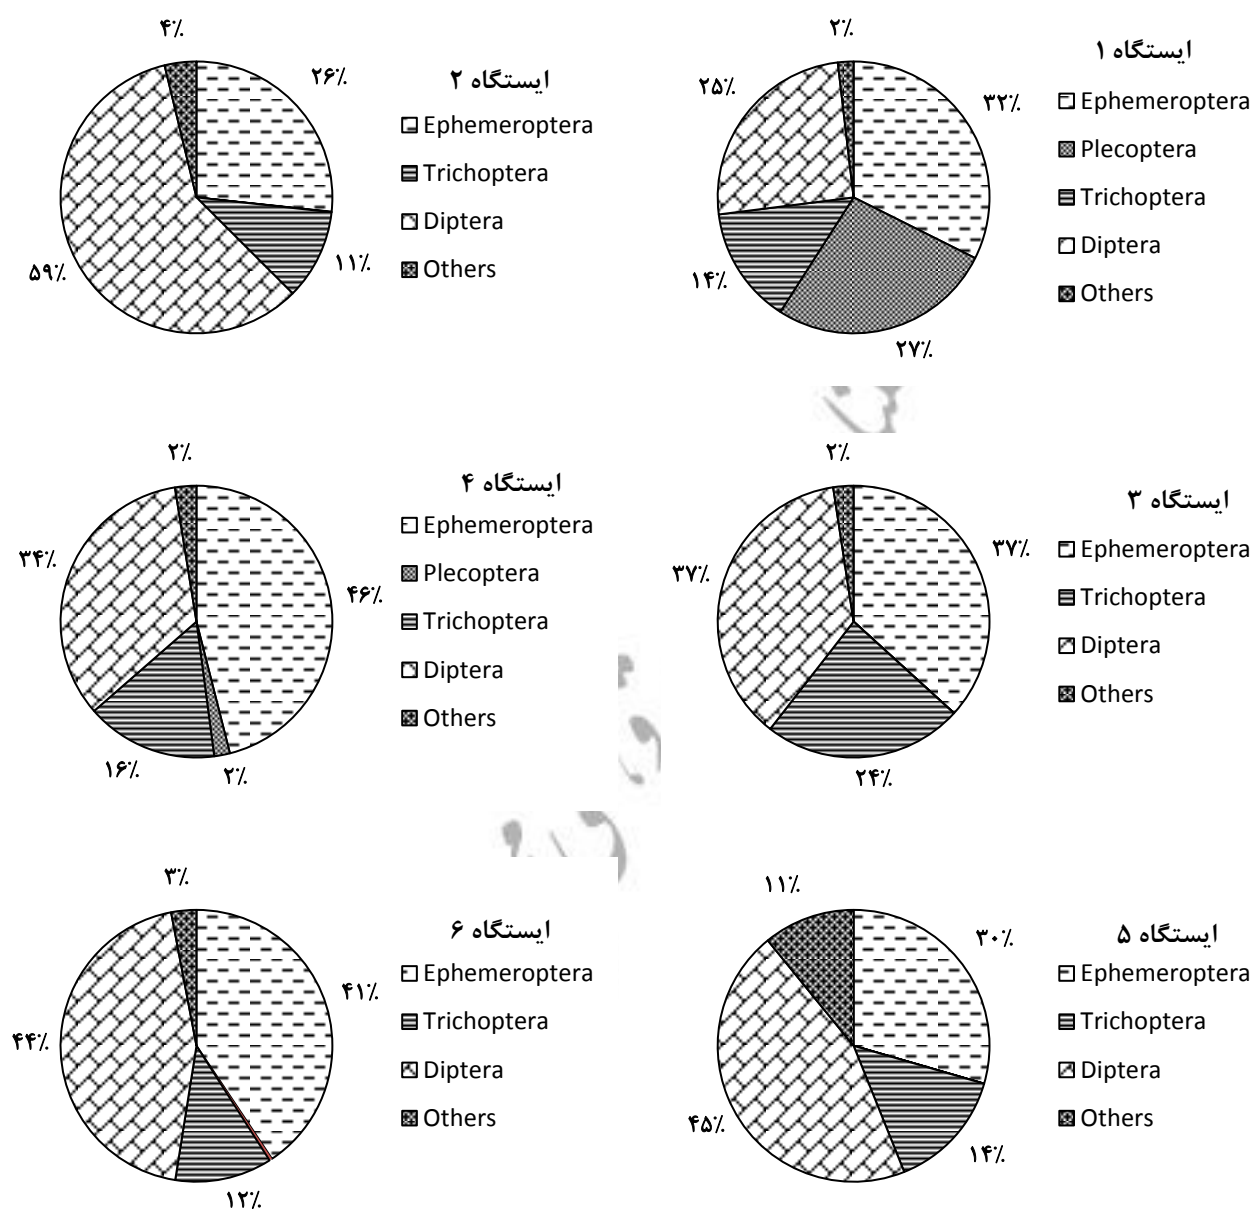 ایستگاه ۱
۲٪
۳۲٪
۲۵٪
۱۴٪
۲۷٪
Ephemeroptera
Plecoptera
Trichoptera
Diptera
Others
ایستگاه ۲
۴٪
۲۶٪
۵۹٪
۱۱٪
Ephemeroptera
Trichoptera
Diptera
Others
ایستگاه ۳
۲٪
۳۷٪
۳۷٪
۲۴٪
Ephemeroptera
Trichoptera
Diptera
Others
ایستگاه ۴
۲٪
۳۴٪
۴۶٪
۱۶٪
۲٪
Ephemeroptera
Plecoptera
Trichoptera
Diptera
Others
ایستگاه ۵
۱۱٪
۳۰٪
۴۵٪
۱۴٪
Ephemeroptera
Trichoptera
Diptera
Others
ایستگاه ۶
۳٪
۴۱٪
۴۴٪
۱۲٪
Ephemeroptera
Trichoptera
Diptera
Others